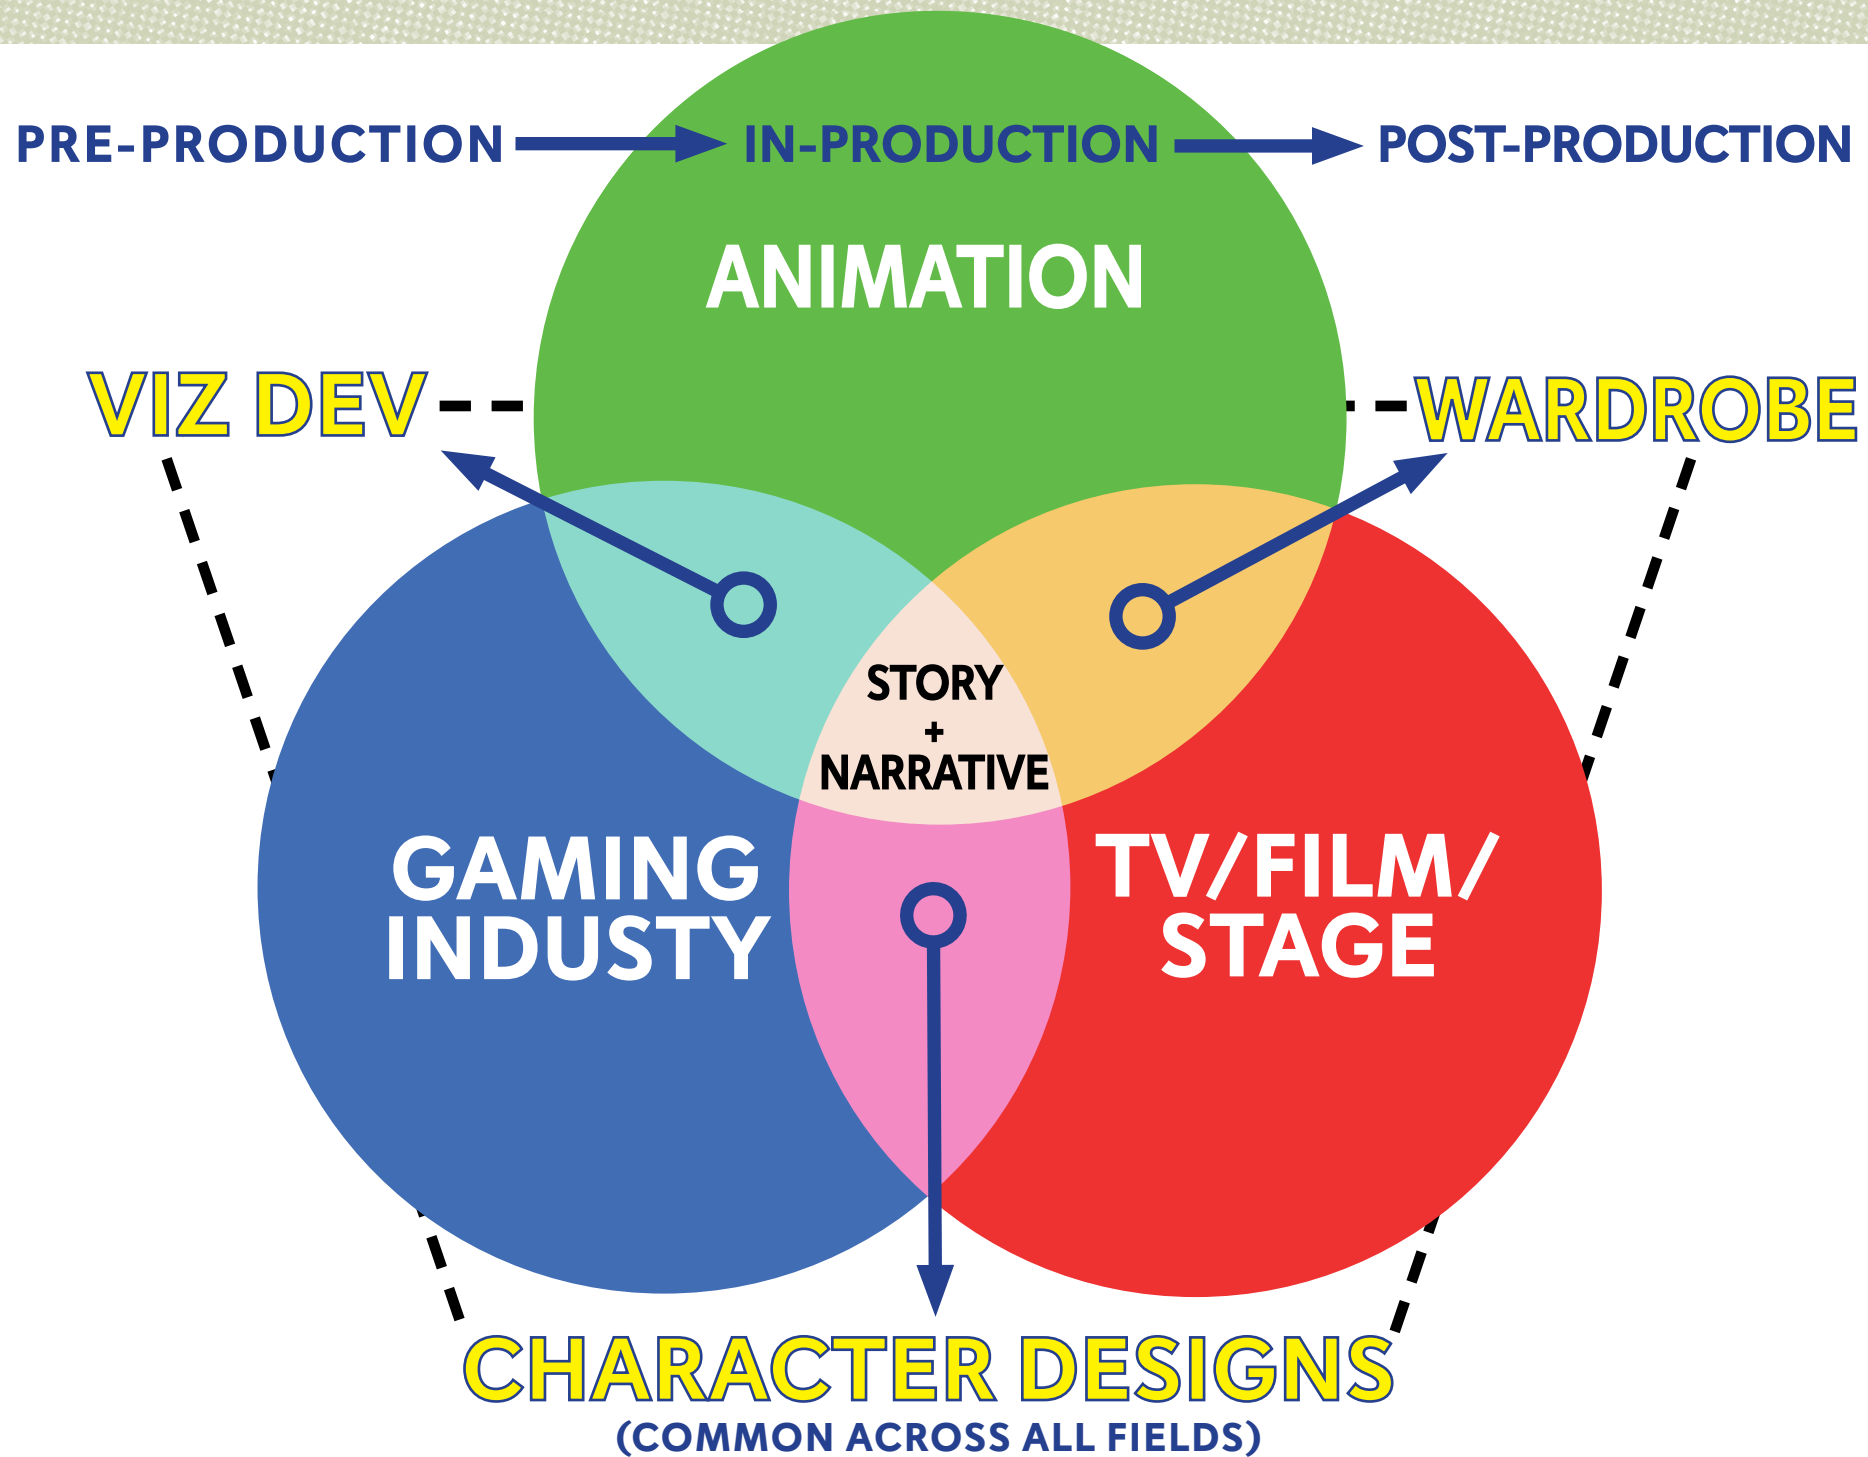 PRE-PRODUCTION IN-PRODUCTION POST-PRODUCTION
ANIMATION
VIZ DEV
WARDROBE
STORY
+
NARRATIVE
GAMING
INDUSTY
TV/FILM/
STAGE
CHARACTER DESIGNS
(COMMON ACROSS ALL FIELDS)